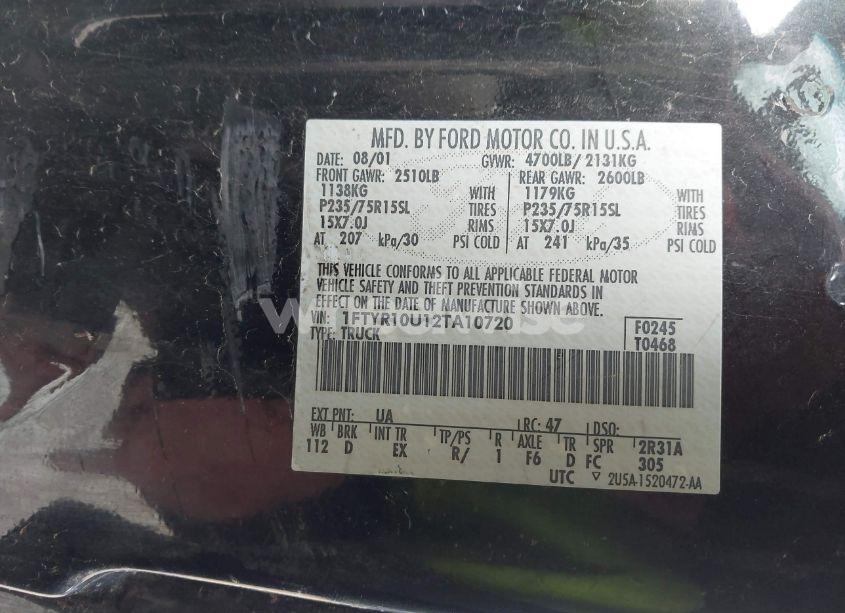 MFD. BY FORD MOTOR CO. IN U.S.A.
DATE: 08/01 GVWR: 4700LB/ 2131KG
FRONT GAWR: 2510LB REAR GAWR: 2600LB
1138KG WITH 1179KG WITH
P235/75R15SL TIRES P235/75R15SL TIRES
15X7.0J RIMS 15X7.0J RIMS
AT 207 kPa/30 PSI COLD AT 241 kPa/35 PSI COLD
THIS VEHICLE CONFORMS TO ALL APPLICABLE FEDERAL MOTOR
VEHICLE SAFETY AND THEFT PREVENTION STANDARDS IN
EFFECT ON THE DATE OF MANUFACTURE SHOWN ABOVE.
VIN: 1FTYR10U12TA10720 F0245
TYPE: TRUCK T0468
EXT PNT: UA RC: 47 DSO:
WB BRK INT TR TP/PS R AXLE TR SPR 2R31A
112 D EX R/ 1 F6 D FC 305
UTC ▽ 2U5A-1520472-AA